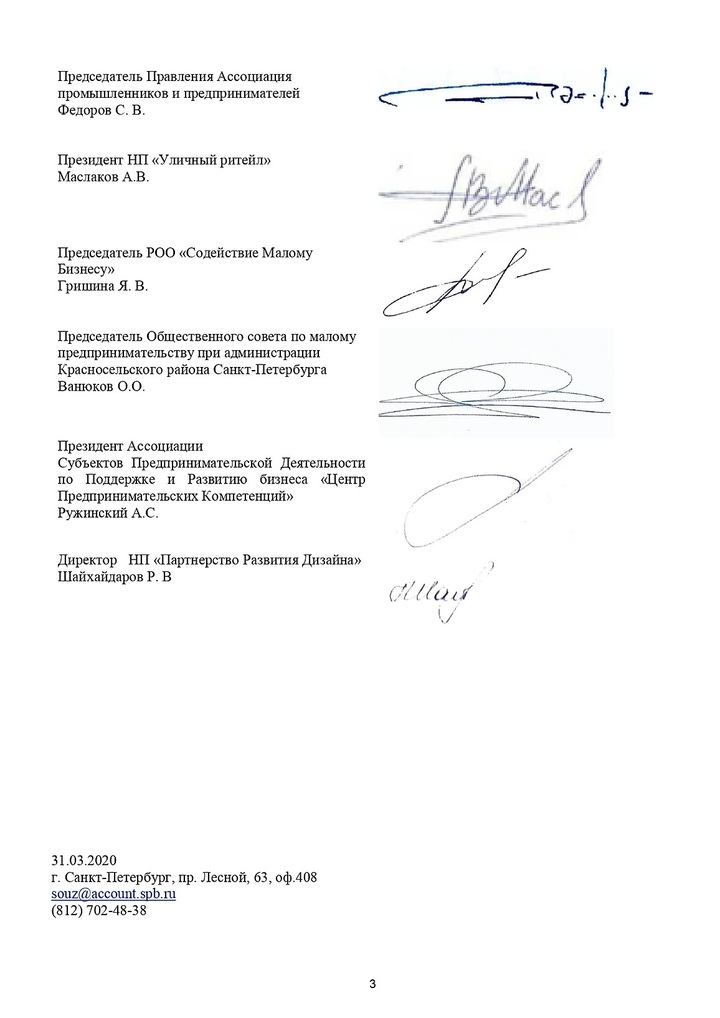 Председатель Правления Ассоциация
промышленников и предпринимателей
Федоров С. В.
Президент НП «Уличный ритейл»
Маслаков А.В.
Председатель РОО «Содействие Малому
Бизнесу»
Гришина Я. В.
Председатель Общественного совета по малому
предпринимательству при администрации
Красносельского района Санкт-Петербурга
Ванюков О.О.
Президент Ассоциации
Субъектов Предпринимательской Деятельности
по Поддержке и Развитию бизнеса «Центр
Предпринимательских Компетенций»
Ружинский А.С.
Директор НП «Партнерство Развития Дизайна»
Шайхайдаров Р. В
31.03.2020
г. Санкт-Петербург, пр. Лесной, 63, оф.408
souz@account.spb.ru
(812) 702-48-38
3